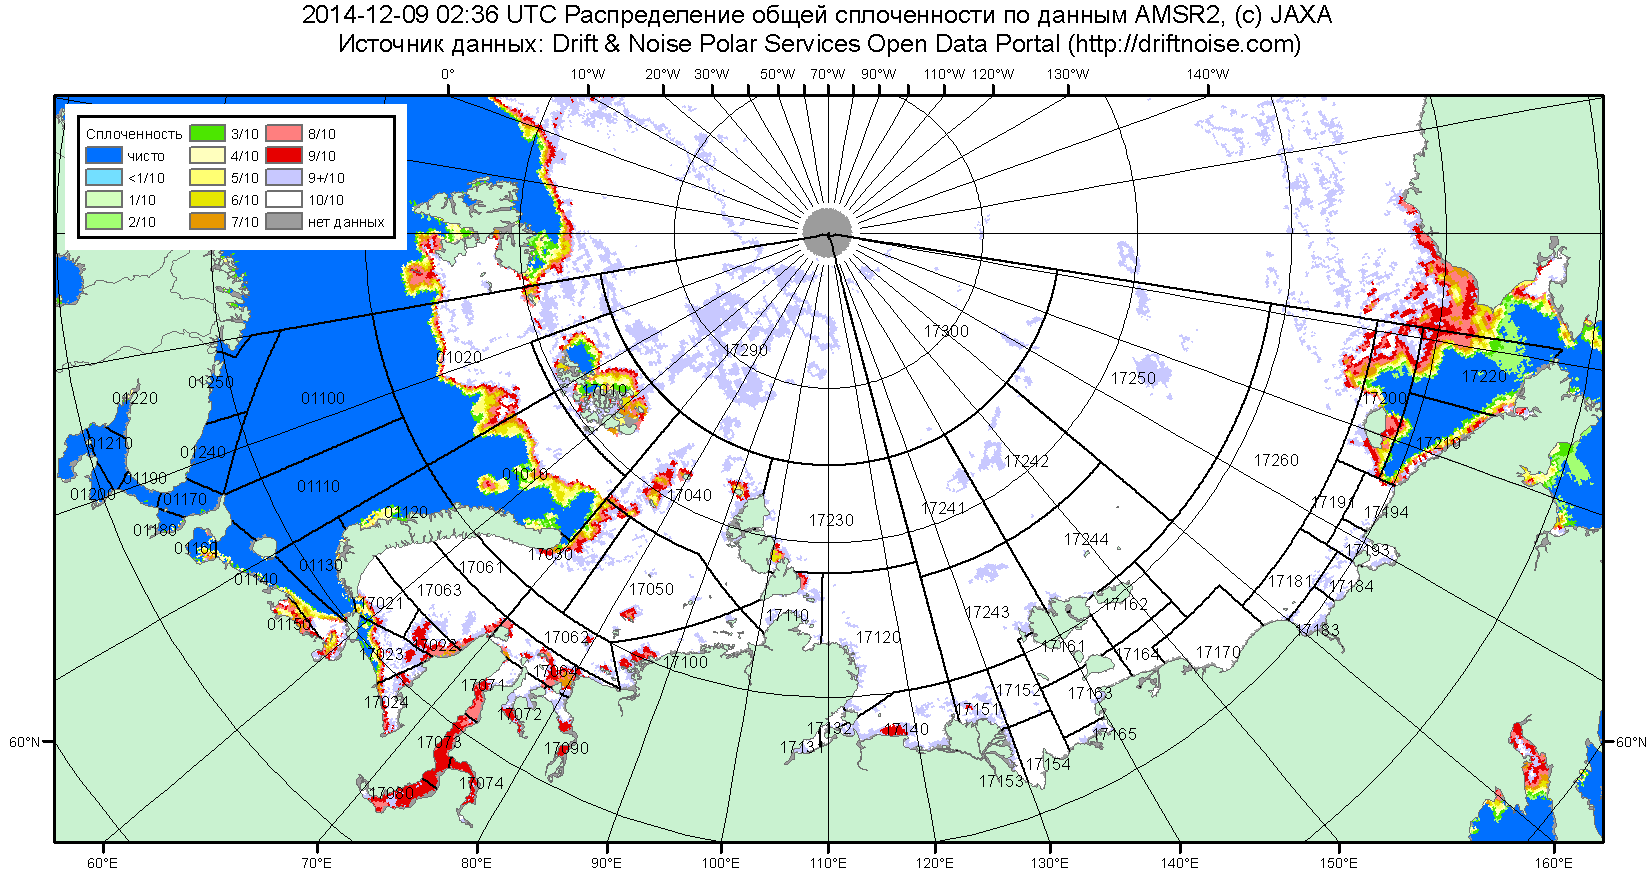 2014-12-09 02:36 UTC Распределение общей сплоченности по данным AMSR2, (c) JAXA
Источник данных: Drift & Noise Polar Services Open Data Portal (http://driftnoise.com)
0° 10°W 20°W 30°W 50°W 70°W 90°W 110°W 120°W 130°W 140°W
Сплоченность 3/10 8/10
чисто 4/10 9/10
<1/10 5/10 9+/10
1/10 6/10 10/10
2/10 7/10 нет данных
17300
17290
01020
17250 17220
01250
17010
01220 01100 17200
01210 17210
01240 17242 17260
01010
01190 01110
01200 01170 17040 17191
17241
01120 17230 17194
01180
17244
01160 17030 17193
01130 17061
01140 17063 17050 17181 17184
17021 17162
01150 17110 17243
17062 17120 17183
17022 17161
17023 17100 17164 17170
17064
17071 17152 17163
17024
17072 17151
17132 17140 17165
17073 17090
17154
17074 17153
17080
60°N 60°N
60°E 70°E 80°E 90°E 100°E 110°E 120°E 130°E 140°E 150°E 160°E